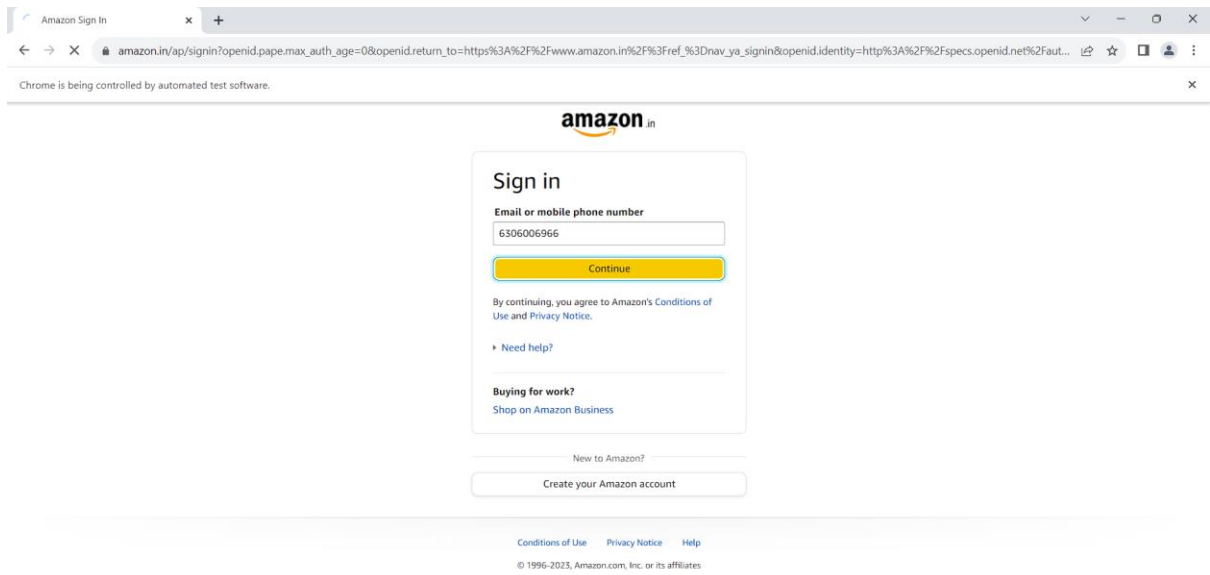 Amazon Sign In
amazon.in/ap/signin?openid.pape.max_auth_age=0&openid.return_to=https%3A%2F%2Fwww.amazon.in%2F%3Fref_%3Dnav_ya_signin&openid.identity=http%3A%2F%2Fspecs.openid.net%2Faut...
Chrome is being controlled by automated test software.
amazon.in
Sign in
Email or mobile phone number
6306006966
Continue
By continuing, you agree to Amazon's Conditions of
Use and Privacy Notice.
Need help?
Buying for work?
Shop on Amazon Business
New to Amazon?
Create your Amazon account
Conditions of Use Privacy Notice Help
© 1996-2023, Amazon.com, Inc. or its affiliates